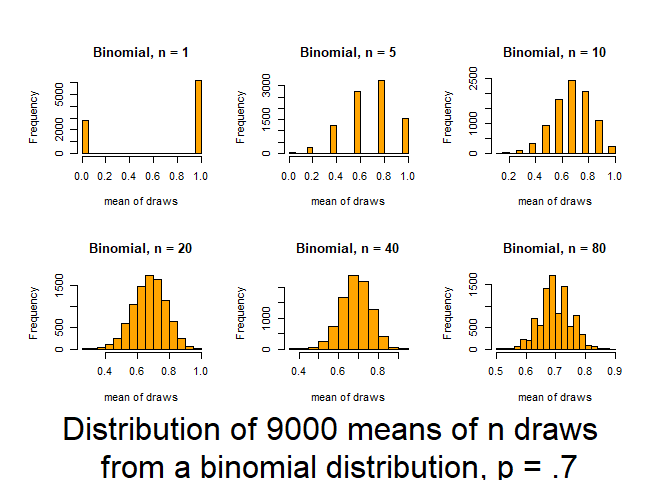 Binomial, n = 1
Frequency
0 2000 5000
0.0 0.2 0.4 0.6 0.8 1.0
mean of draws
Binomial, n = 5
Frequency
0 1500 3000
0.0 0.2 0.4 0.6 0.8 1.0
mean of draws
Binomial, n = 10
Frequency
0 1000 2500
0.2 0.4 0.6 0.8 1.0
mean of draws
Binomial, n = 20
Frequency
0 500 1500
0.4 0.6 0.8 1.0
mean of draws
Binomial, n = 40
Frequency
0 1000
0.4 0.6 0.8
mean of draws
Binomial, n = 80
Frequency
0 500 1500
0.5 0.6 0.7 0.8 0.9
mean of draws
Distribution of 9000 means of n draws
from a binomial distribution, p = .7